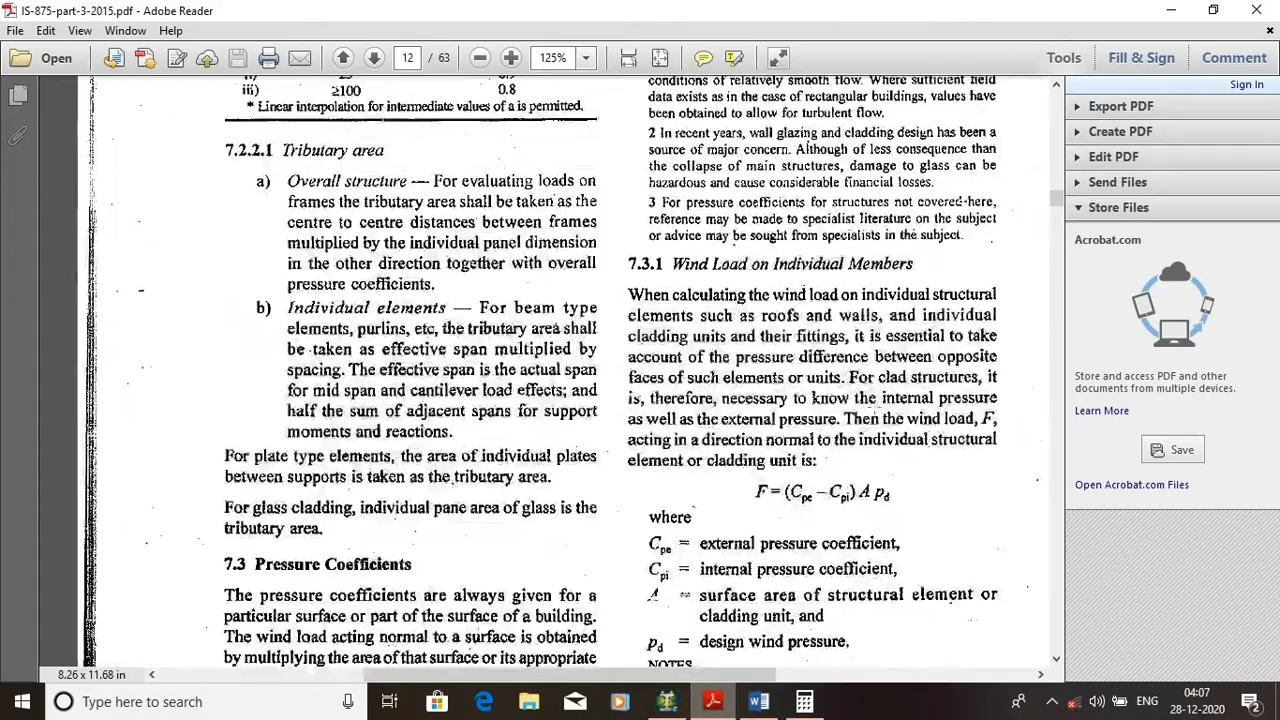 IS-875-part-3-2015.pdf - Adobe Reader
File Edit View Window Help
Open
12 / 63
125%
Tools
Fill & Sign
Comment
iii) ≥100 0.8
* Linear interpolation for intermediate values of a is permitted.
7.2.2.1 Tributary area
a) Overall structure — For evaluating loads on
frames the tributary area shall be taken as the
centre to centre distances between frames
multiplied by the individual panel dimension
in the other direction together with overall
pressure coefficients.
b) Individual elements — For beam type
elements, purlins, etc, the tributary area shall
be taken as effective span multiplied by
spacing. The effective span is the actual span
for mid span and cantilever load effects; and
half the sum of adjacent spans for support
moments and reactions.
For plate type elements, the area of individual plates
between supports is taken as the tributary area.
For glass cladding, individual pane area of glass is the
tributary area.
7.3 Pressure Coefficients
The pressure coefficients are always given for a
particular surface or part of the surface of a building.
The wind load acting normal to a surface is obtained
by multiplying the area of that surface or its appropriate
conditions of relatively smooth flow. Where sufficient field
data exists as in the case of rectangular buildings, values have
been obtained to allow for turbulent flow.
2 In recent years, wall glazing and cladding design has been a
source of major concern. Although of less consequence than
the collapse of main structures, damage to glass can be
hazardous and cause considerable financial losses.
3 For pressure coefficients for structures not covered here,
reference may be made to specialist literature on the subject
or advice may be sought from specialists in the subject.
7.3.1 Wind Load on Individual Members
When calculating the wind load on individual structural
elements such as roofs and walls, and individual
cladding units and their fittings, it is essential to take
account of the pressure difference between opposite
faces of such elements or units. For clad structures, it
is, therefore, necessary to know the internal pressure
as well as the external pressure. Then the wind load, F,
acting in a direction normal to the individual structural
element or cladding unit is:
F = (Cpe – Cpi) A pd
where
Cpe = external pressure coefficient,
Cpi = internal pressure coefficient,
A = surface area of structural element or
cladding unit, and
pd = design wind pressure.
NOTES
Sign In
Export PDF
Create PDF
Edit PDF
Send Files
Store Files
Acrobat.com
Store and access PDF and other
documents from multiple devices.
Learn More
Save
Open Acrobat.com Files
8.26 x 11.68 in
Type here to search
ENG
04:07
28-12-2020
2